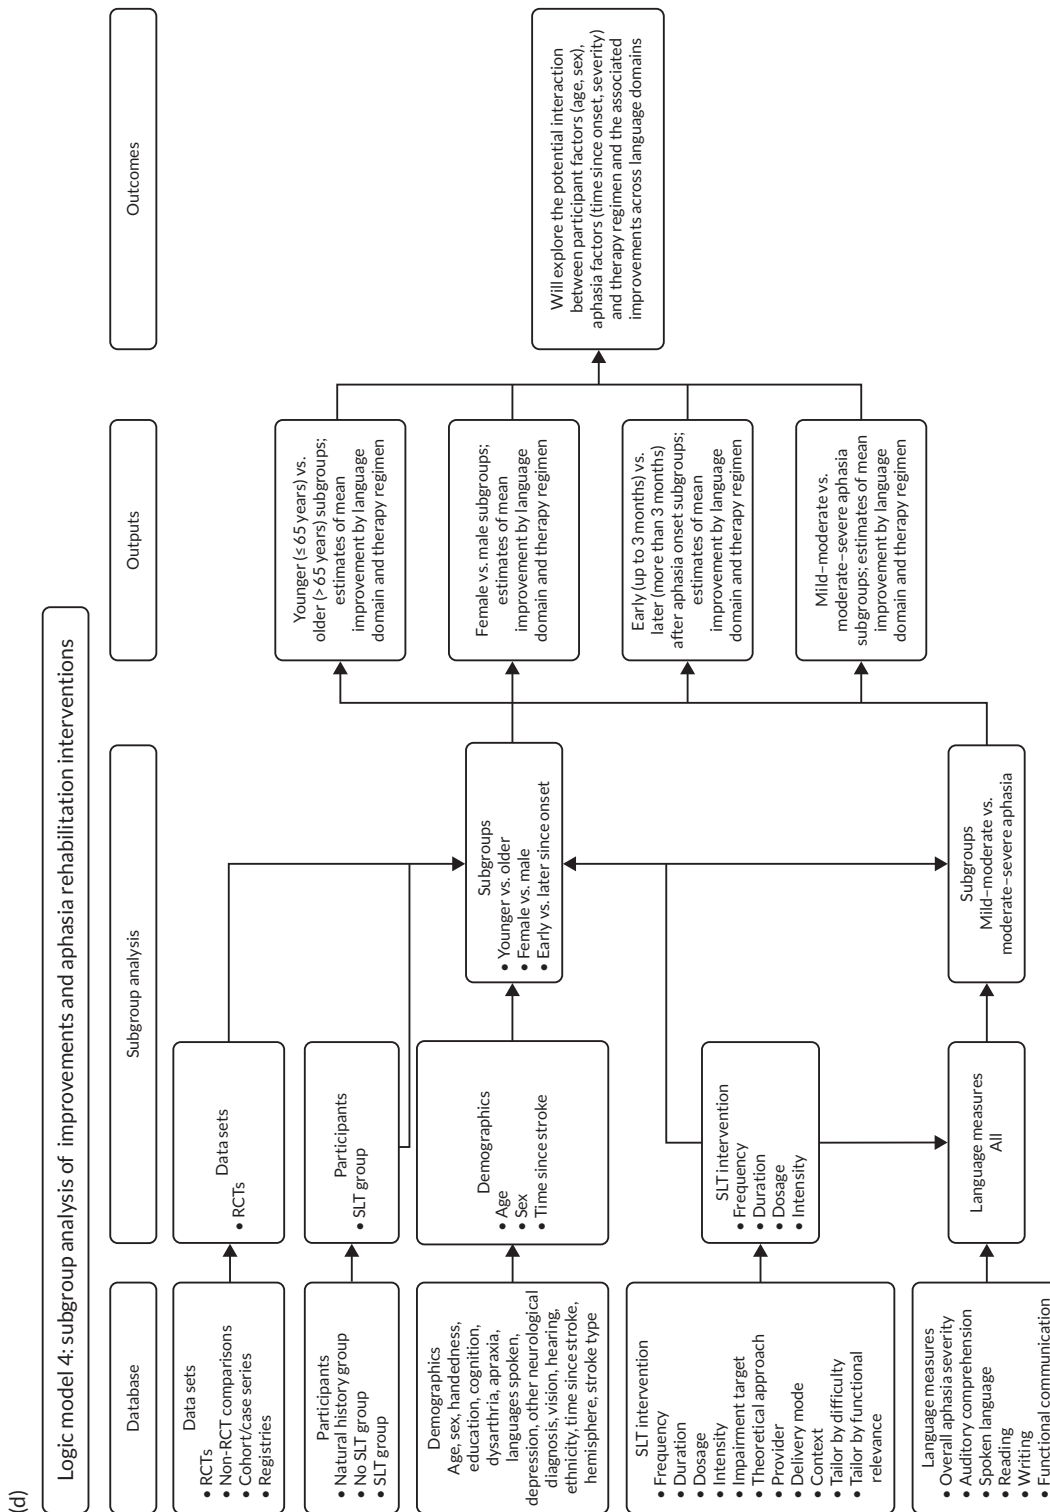 (d)
Logic model 4: subgroup analysis of improvements and aphasia rehabilitation interventions
Database
Subgroup analysis
Outputs
Outcomes
Data sets
• RCTs
• Non-RCT comparisons
• Cohort/case series
• Registries
Participants
• Natural history group
• No SLT group
• SLT group
Demographics
Age, sex, handedness,
education, cognition,
dysarthria, apraxia,
languages spoken,
depression, other neurological
diagnosis, vision, hearing,
ethnicity, time since stroke,
hemisphere, stroke type
SLT intervention
• Frequency
• Duration
• Dosage
• Intensity
• Impairment target
• Theoretical approach
• Provider
• Delivery mode
• Context
• Tailor by difficulty
• Tailor by functional
relevance
Language measures
• Overall aphasia severity
• Auditory comprehension
• Spoken language
• Reading
• Writing
• Functional communication
Data sets
• RCTs
Participants
• SLT group
Demographics
• Age
• Sex
• Time since stroke
SLT intervention
• Frequency
• Duration
• Dosage
• Intensity
Language measures
All
Subgroups
• Younger vs. older
• Female vs. male
• Early vs. later since onset
Subgroups
Mild–moderate vs.
moderate–severe aphasia
Younger (≤ 65 years) vs.
older (> 65 years) subgroups;
estimates of mean
improvement by language
domain and therapy regimen
Female vs. male subgroups;
estimates of mean
improvement by language
domain and therapy regimen
Early (up to 3 months) vs.
later (more than 3 months)
after aphasia onset subgroups;
estimates of mean
improvement by language
domain and therapy regimen
Mild–moderate vs.
moderate–severe aphasia
subgroups; estimates of mean
improvement by language
domain and therapy regimen
Will explore the potential interaction
between participant factors (age, sex),
aphasia factors (time since onset, severity)
and therapy regimen and the associated
improvements across language domains